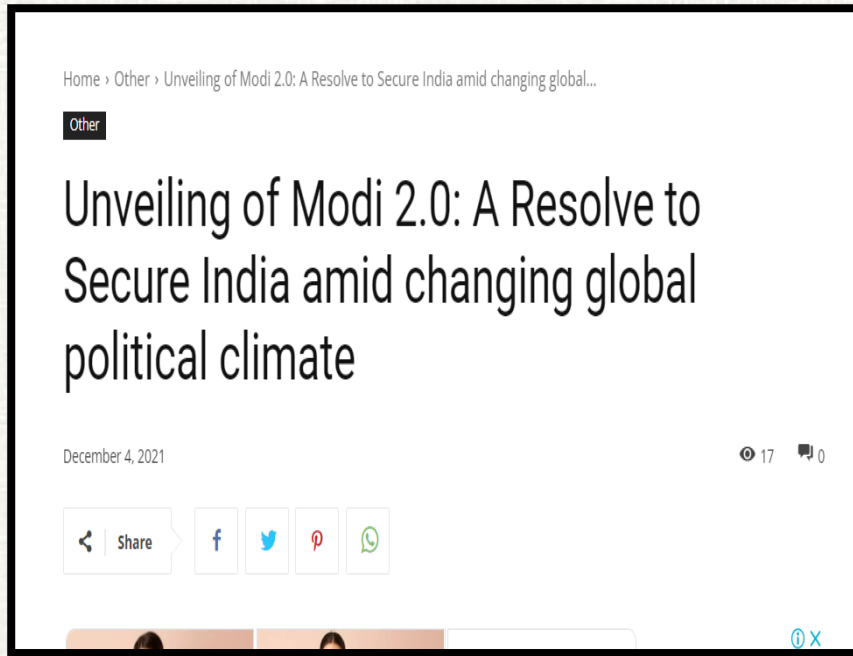 Home › Other › Unveiling of Modi 2.0: A Resolve to Secure India amid changing global...
Other
Unveiling of Modi 2.0: A Resolve to
Secure India amid changing global
political climate
December 4, 2021 17 0
Share